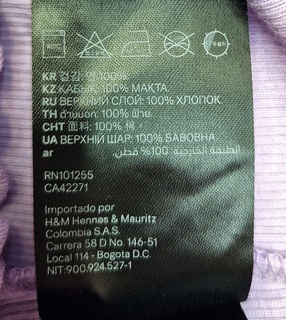 KR 겉감: 면 100%
KZ ҚАБЫҚ: 100% МАҚТА.
RU ВЕРХНИЙ СЛОЙ: 100% ХЛОПОК.
TH ด้านนอก: 100% ฝ้าย.
CHT 面料: 100% 棉.
UA ВЕРХНІЙ ШАР: 100% БАВОВНА.
ar الطبقة الخارجية: 100% قطن.
RN101255
CA42271
Importado por
H&M Hennes & Mauritz
Colombia S.A.S.
Carrera 58 D No. 146-51
Local 114 - Bogota D.C.
NIT:900.924.527-1